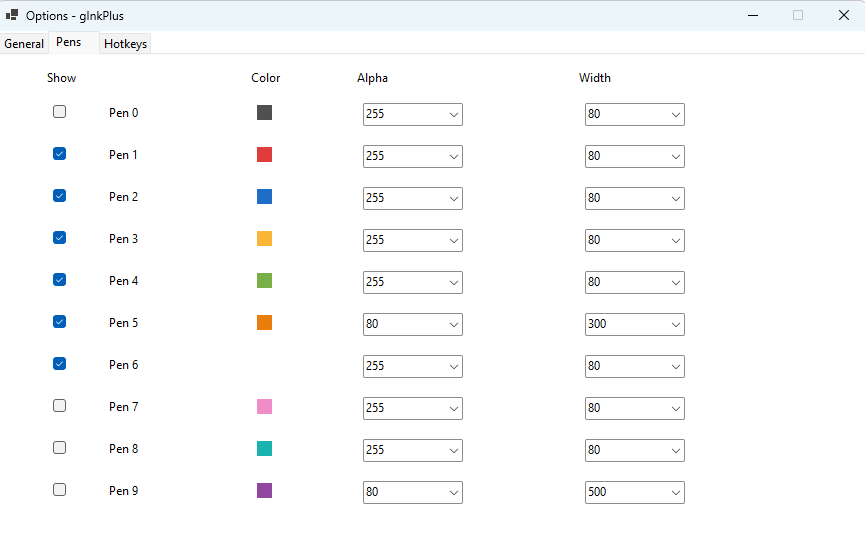 Options - gInkPlus
General Pens Hotkeys
Show Color Alpha Width
Pen 0 255 80
Pen 1 255 80
Pen 2 255 80
Pen 3 255 80
Pen 4 255 80
Pen 5 80 300
Pen 6 255 80
Pen 7 255 80
Pen 8 255 80
Pen 9 80 500